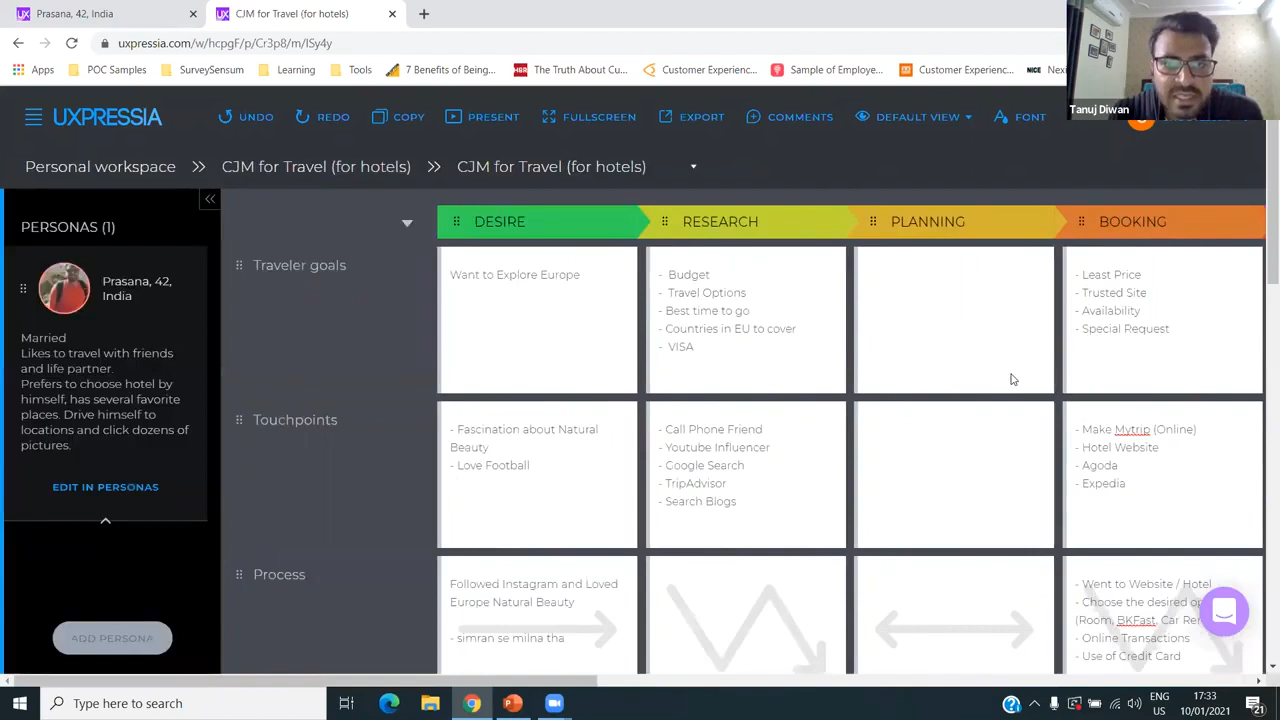 Prasana, 42, India
CJM for Travel (for hotels)
uxpressia.com/w/hcpgF/p/Cr3p8/m/ISy4y
Apps
POC Samples
SurveySensum
Learning
7 Benefits of Being...
The Truth About Cu...
Customer Experienc...
Sample of Employe...
Customer Experienc...
Tanuj Diwan
UXPRESSIA
UNDO
REDO
COPY
PRESENT
FULLSCREEN
EXPORT
COMMENTS
DEFAULT VIEW
FONT
Personal workspace
CJM for Travel (for hotels)
CJM for Travel (for hotels)
PERSONAS (1)
Prasana, 42,
India
Married
Likes to travel with friends
and life partner.
Prefers to choose hotel by
himself, has several favorite
places. Drive himself to
locations and click dozens of
pictures.
EDIT IN PERSONAS
ADD PERSONA
DESIRE
RESEARCH
PLANNING
BOOKING
Traveler goals
Want to Explore Europe
- Budget
- Travel Options
- Best time to go
- Countries in EU to cover
- VISA
- Least Price
- Trusted Site
- Availability
- Special Request
Touchpoints
- Fascination about Natural
Beauty
- Love Football
- Call Phone Friend
- Youtube Influencer
- Google Search
- TripAdvisor
- Search Blogs
- Make Mytrip (Online)
- Hotel Website
- Agoda
- Expedia
Process
Followed Instagram and Loved
Europe Natural Beauty
- simran se milna tha
- Went to Website / Hotel
- Choose the desired
(Room, BKFast, Car
- Online Transactions
- Use of Credit Card
Type here to search
ENG
US
17:33
10/01/2021
21